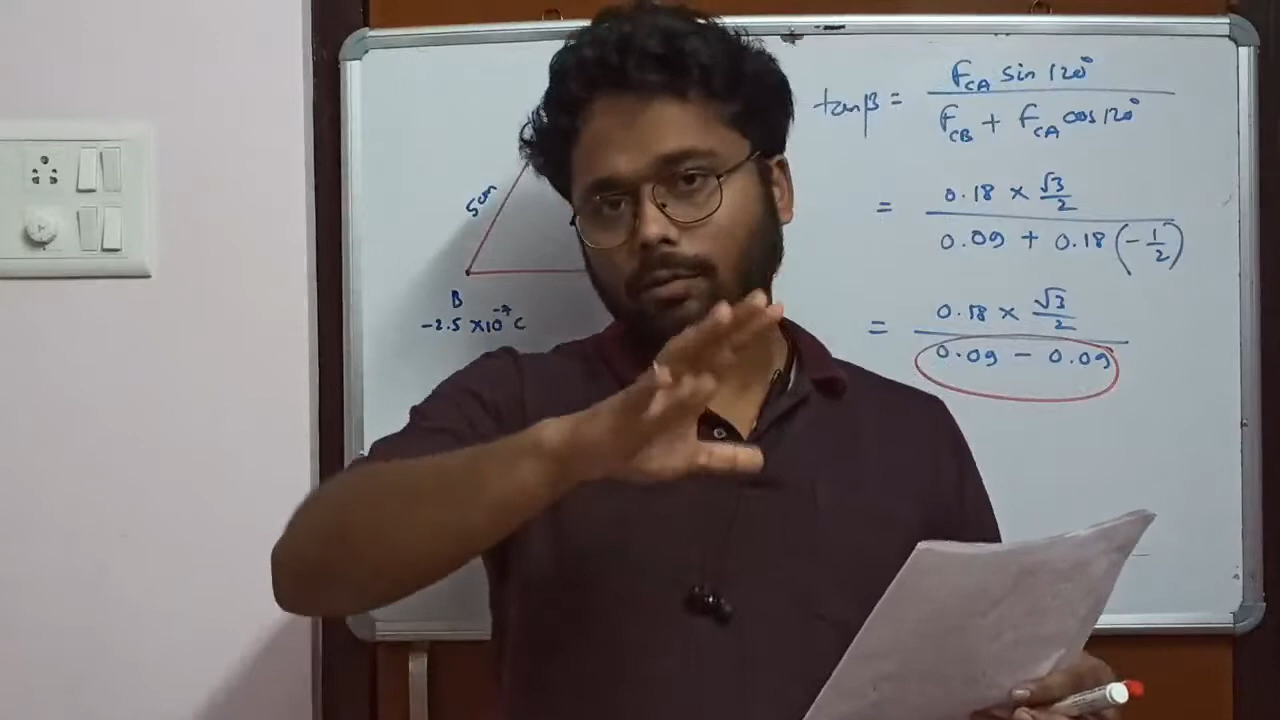 5cm
B
-2.5 × 10⁻⁷ C
tanβ = F_CA sin 120° / F_CB + F_CA cos 120°
= 0.18 × √3/2 / 0.09 + 0.18 (-1/2)
= 0.18 × √3/2 / 0.09 - 0.09